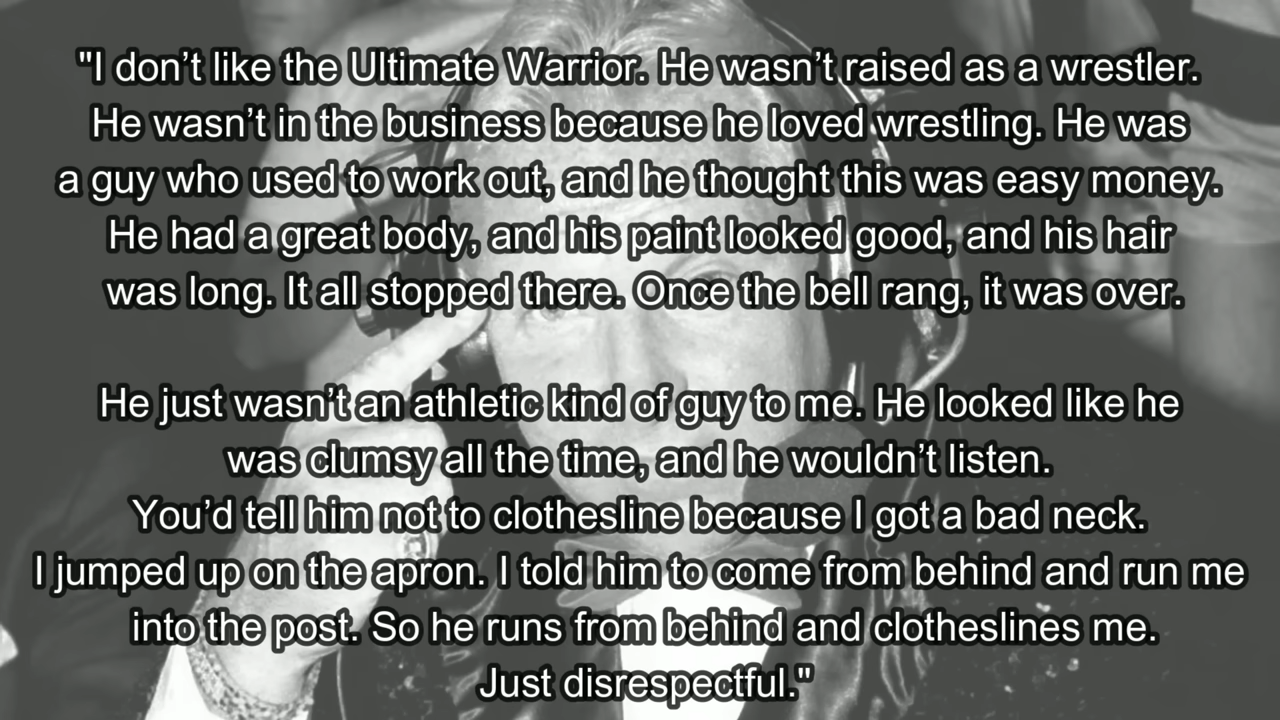 "I don’t like the Ultimate Warrior. He wasn’t raised as a wrestler.
He wasn’t in the business because he loved wrestling. He was
a guy who used to work out, and he thought this was easy money.
He had a great body, and his paint looked good, and his hair
was long. It all stopped there. Once the bell rang, it was over.
He just wasn’t an athletic kind of guy to me. He looked like he
was clumsy all the time, and he wouldn’t listen.
You’d tell him not to clothesline because I got a bad neck.
I jumped up on the apron. I told him to come from behind and run me
into the post. So he runs from behind and clotheslines me.
Just disrespectful."